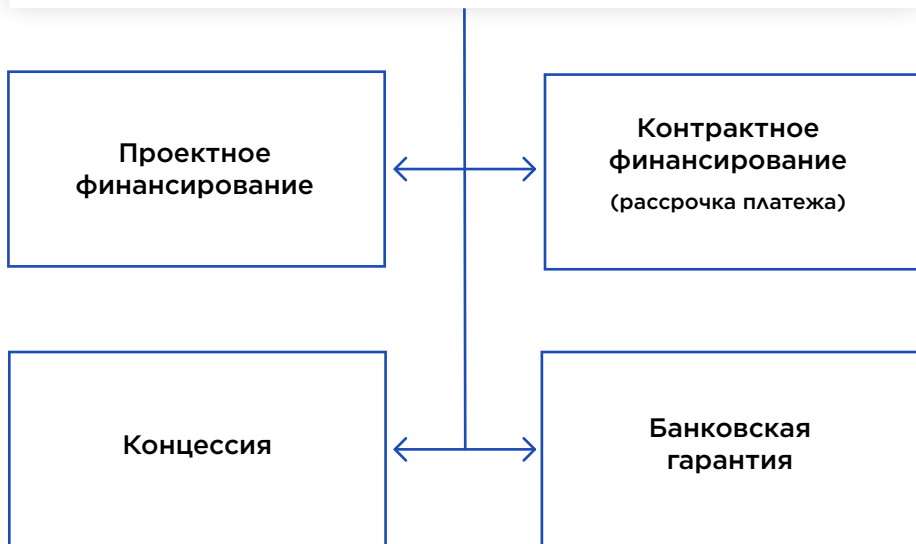 Проектное
финансирование
Контрактное
финансирование
(рассрочка платежа)
Концессия
Банковская
гарантия